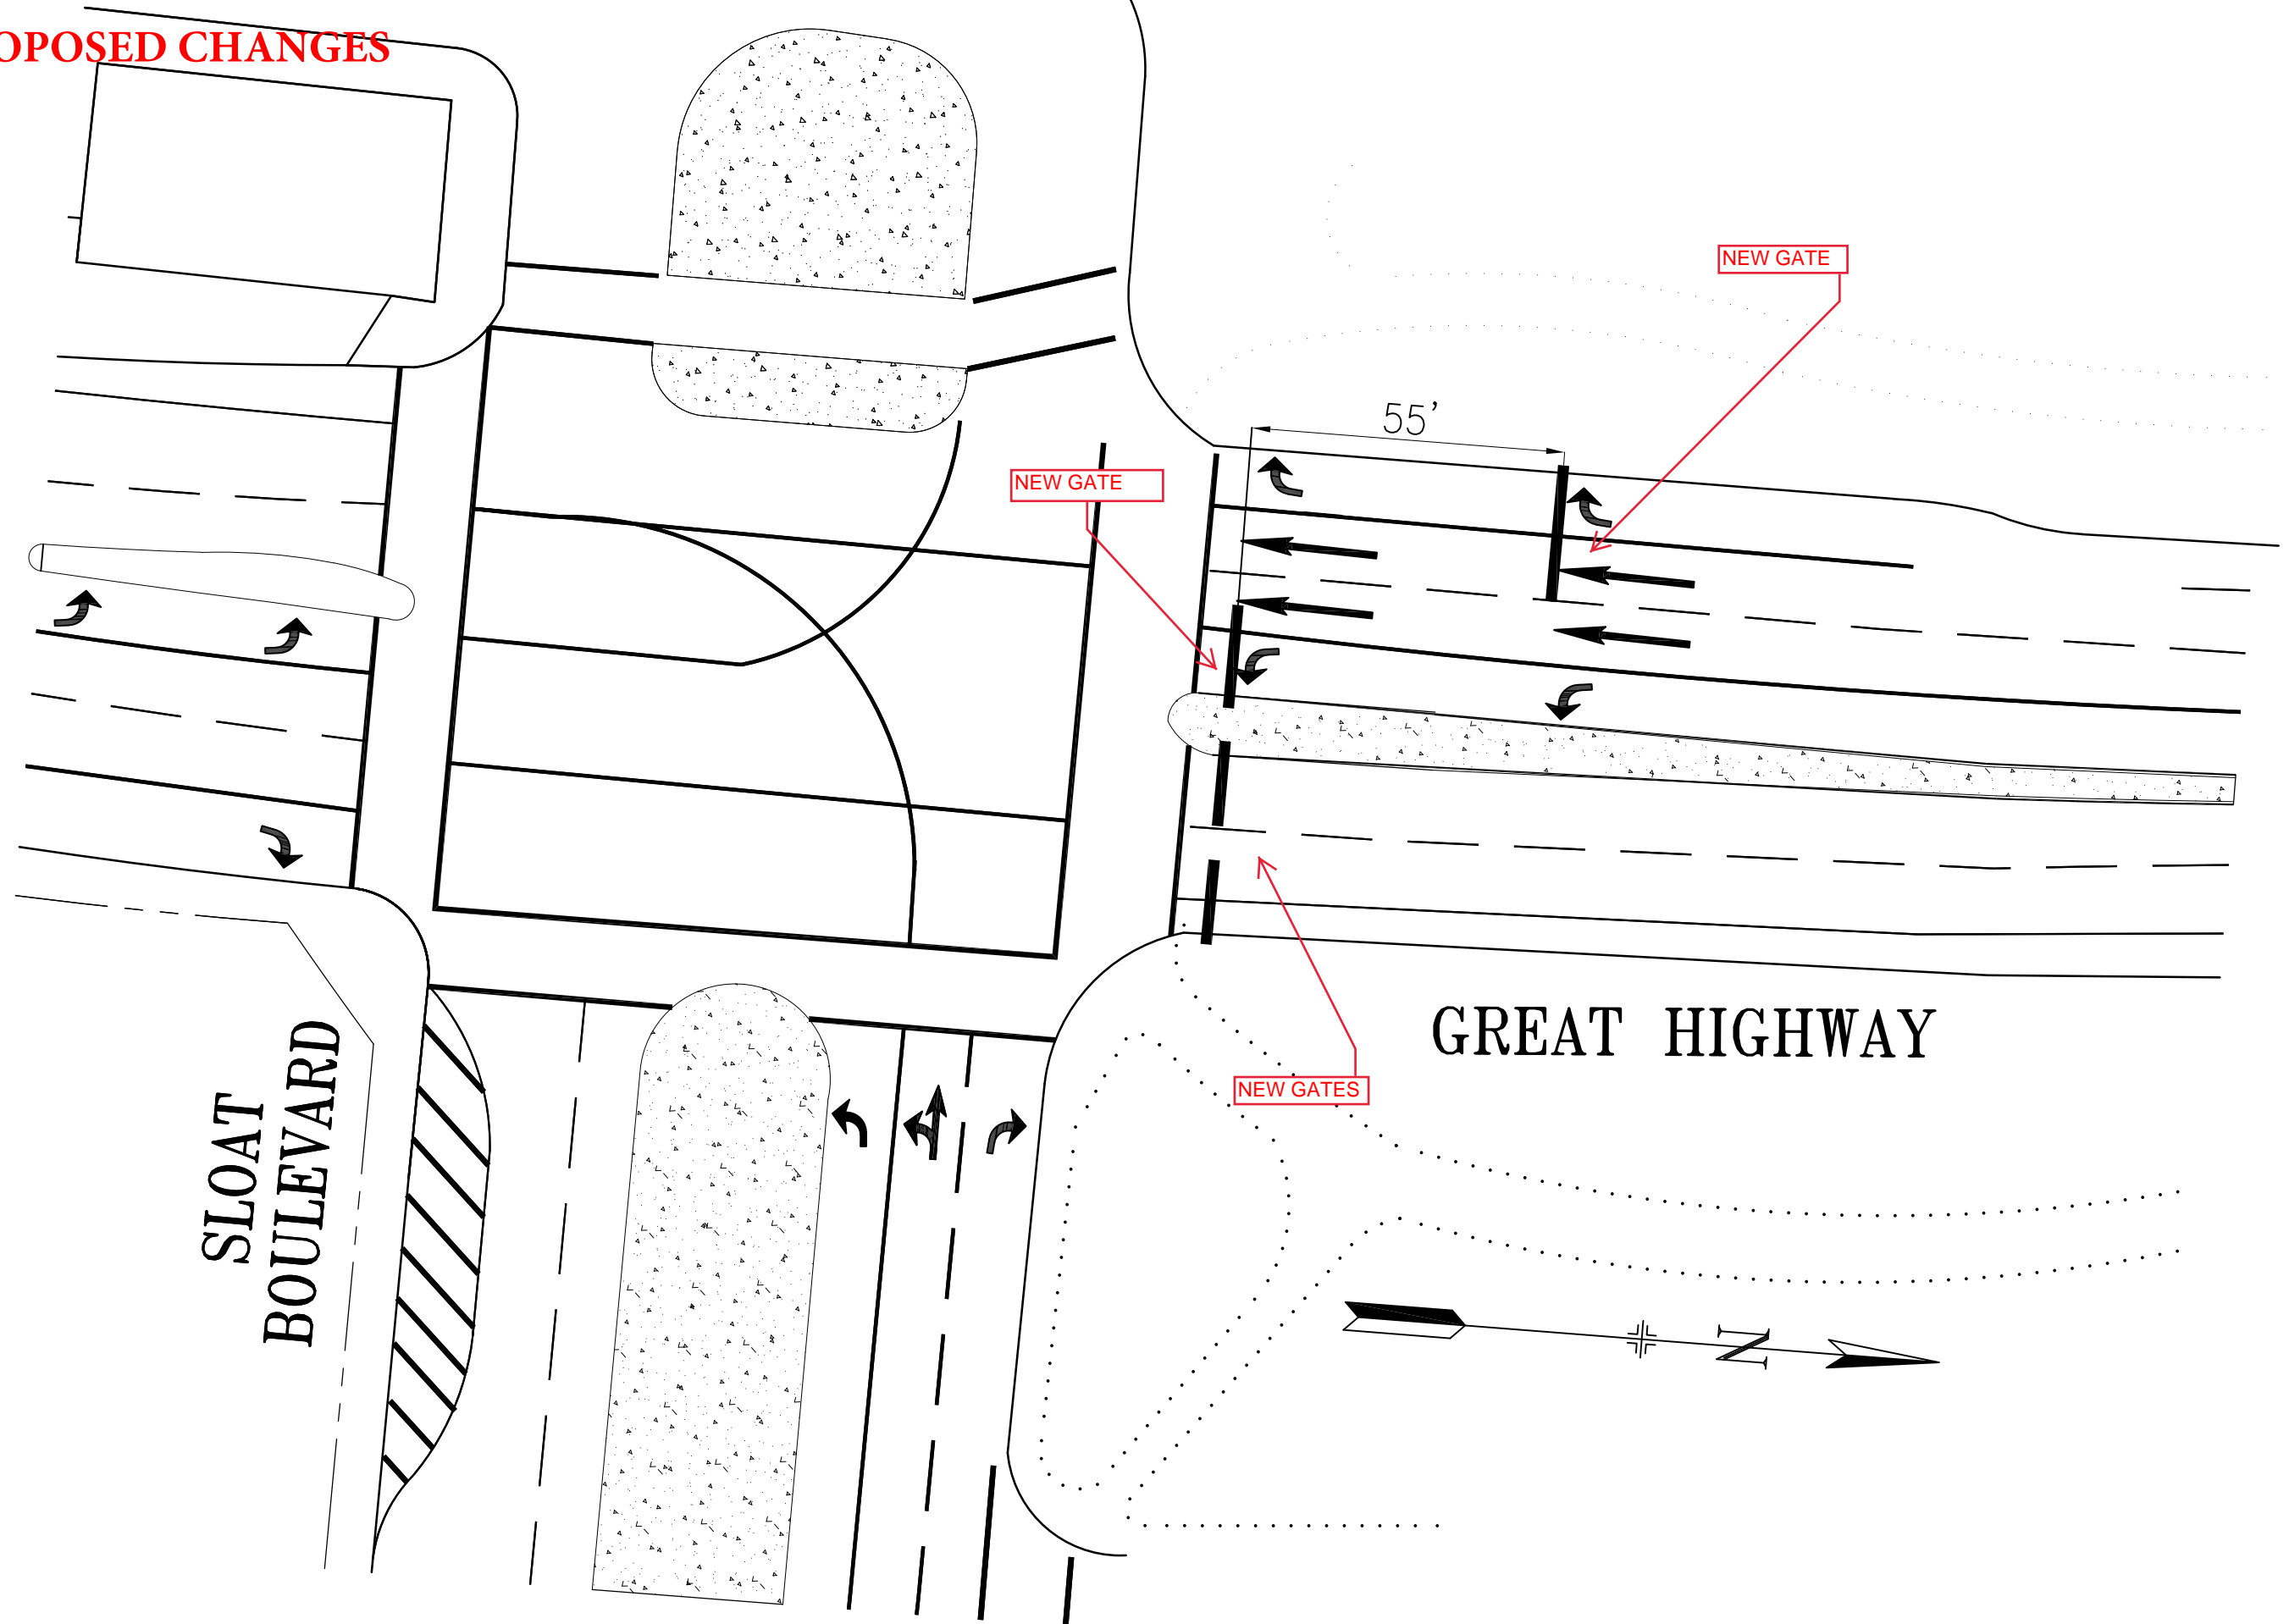 OPOSED CHANGES
NEW GATE
55’
NEW GATE
GREAT HIGHWAY
NEW GATES
SLOAT
BOULEVARD
N